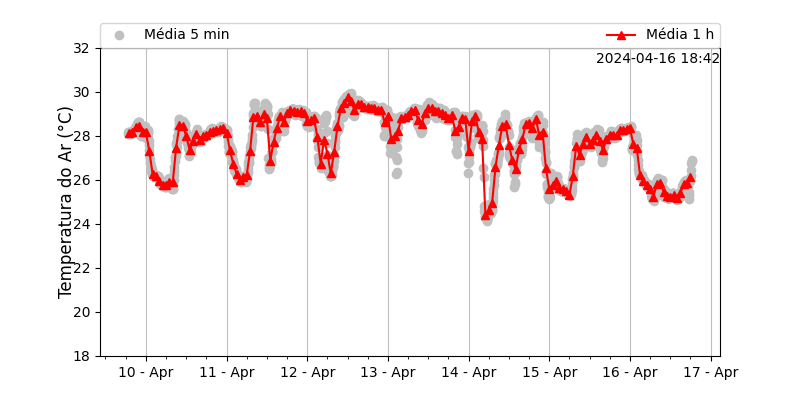 Média 5 min
Média 1 h
2024-04-16 18:42
Temperatura do Ar (°C)
32
30
28
26
24
22
20
18
10 - Apr
11 - Apr
12 - Apr
13 - Apr
14 - Apr
15 - Apr
16 - Apr
17 - Apr